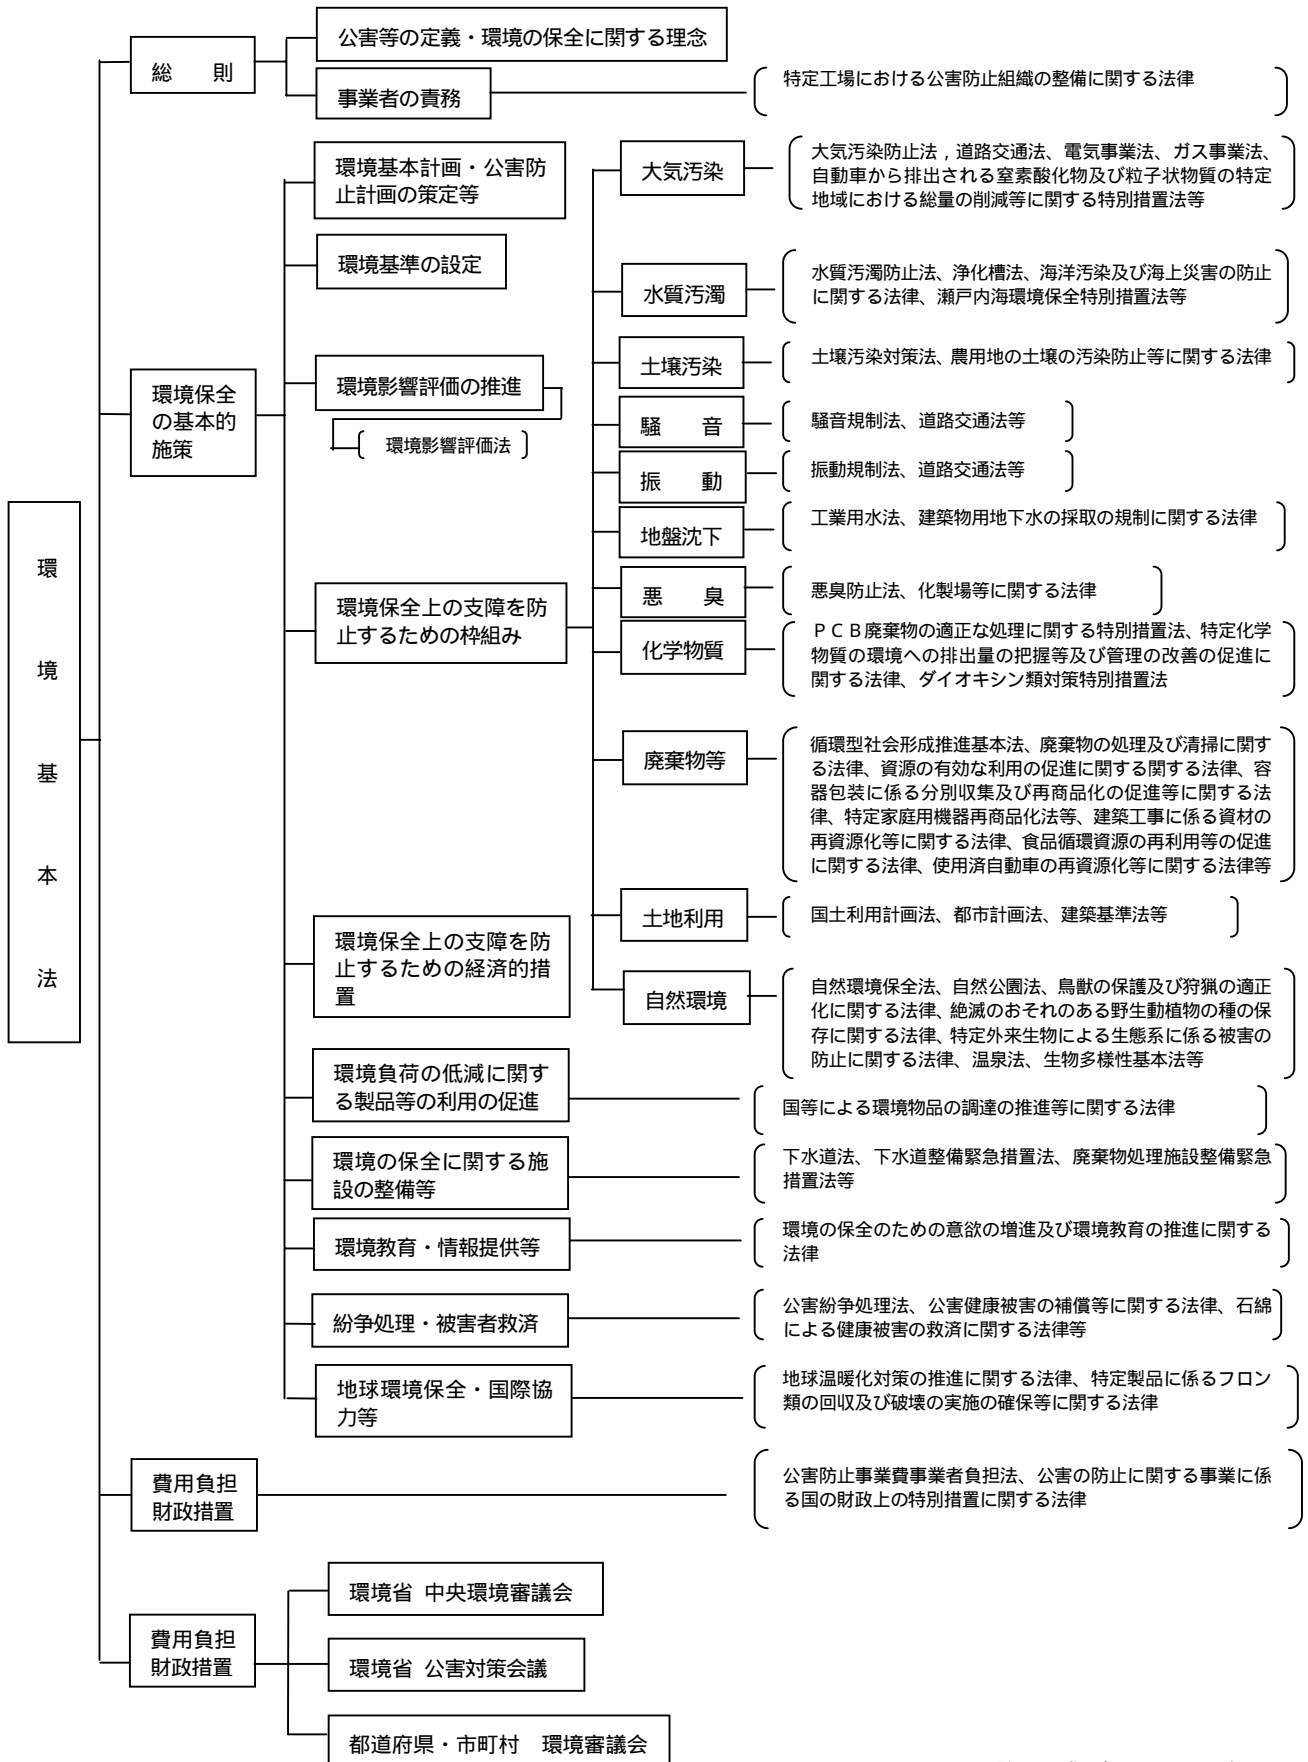 環
境
基
本
法
総　　則
公害等の定義・環境の保全に関する理念
事業者の責務
特定工場における公害防止組織の整備に関する法律
環境保全
の基本的
施策
環境基本計画・公害防
止計画の策定等
環境基準の設定
環境影響評価の推進
環境影響評価法
環境保全上の支障を防
止するための枠組み
大気汚染
大気汚染防止法，道路交通法、電気事業法、ガス事業法、
自動車から排出される窒素酸化物及び粒子状物質の特定
地域における総量の削減等に関する特別措置法等
水質汚濁
水質汚濁防止法、浄化槽法、海洋汚染及び海上災害の防止
に関する法律、瀬戸内海環境保全特別措置法等
土壌汚染
土壌汚染対策法、農用地の土壌の汚染防止等に関する法律
騒　　音
騒音規制法、道路交通法等
振　　動
振動規制法、道路交通法等
地盤沈下
工業用水法、建築物用地下水の採取の規制に関する法律
悪　　臭
悪臭防止法、化製場等に関する法律
化学物質
ＰＣＢ廃棄物の適正な処理に関する特別措置法、特定化学
物質の環境への排出量の把握等及び管理の改善の促進に
関する法律、ダイオキシン類対策特別措置法
廃棄物等
循環型社会形成推進基本法、廃棄物の処理及び清掃に関す
る法律、資源の有効な利用の促進に関する関する法律、容
器包装に係る分別収集及び再商品化の促進等に関する法
律、特定家庭用機器再商品化法等、建築工事に係る資材の
再資源化等に関する法律、食品循環資源の再利用等の促進
に関する法律、使用済自動車の再資源化等に関する法律等
土地利用
国土利用計画法、都市計画法、建築基準法等
自然環境
自然環境保全法、自然公園法、鳥獣の保護及び狩猟の適正
化に関する法律、絶滅のおそれのある野生動植物の種の保
存に関する法律、特定外来生物による生態系に係る被害の
防止に関する法律、温泉法、生物多様性基本法等
環境保全上の支障を防
止するための経済的措
置
環境負荷の低減に関す
る製品等の利用の促進
国等による環境物品の調達の推進等に関する法律
環境の保全に関する施
設の整備等
下水道法、下水道整備緊急措置法、廃棄物処理施設整備緊急
措置法等
環境教育・情報提供等
環境の保全のための意欲の増進及び環境教育の推進に関する
法律
紛争処理・被害者救済
公害紛争処理法、公害健康被害の補償等に関する法律、石綿
による健康被害の救済に関する法律等
地球環境保全・国際協
力等
地球温暖化対策の推進に関する法律、特定製品に係るフロン
類の回収及び破壊の実施の確保等に関する法律
費用負担
財政措置
公害防止事業費事業者負担法、公害の防止に関する事業に係
る国の財政上の特別措置に関する法律
費用負担
財政措置
環境省 中央環境審議会
環境省 公害対策会議
都道府県・市町村　環境審議会